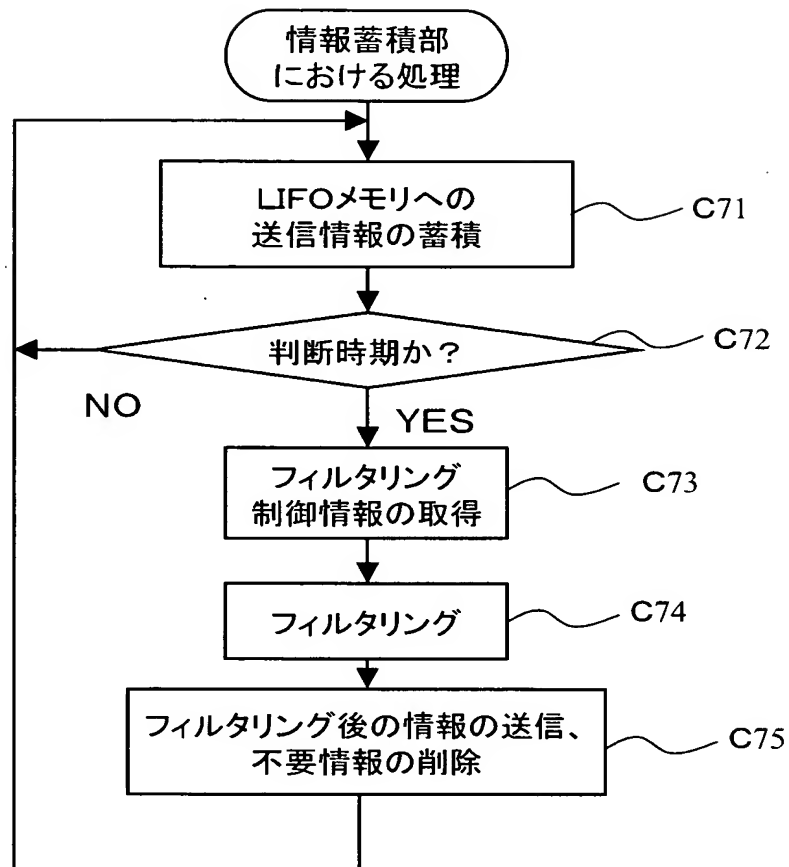 情報蓄積部
における処理
LIFOメモリへの
送信情報の蓄積
C71
判断時期か？
C72
NO
YES
フィルタリング
制御情報の取得
C73
フィルタリング
C74
フィルタリング後の情報の送信、
不要情報の削除
C75